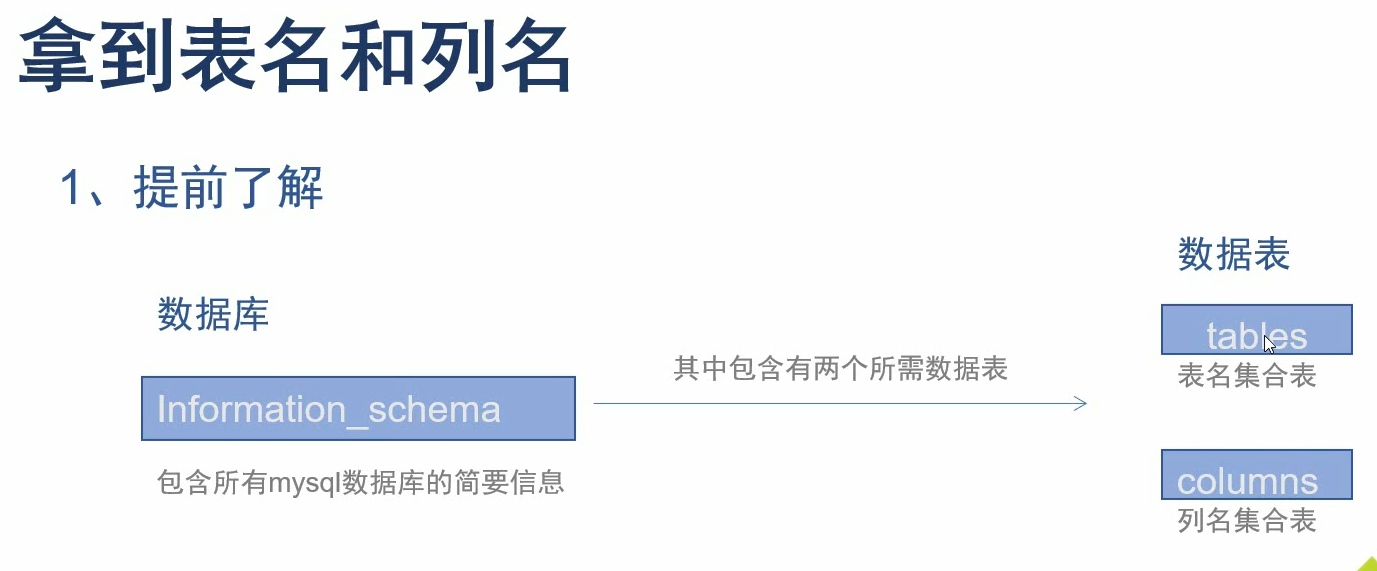 拿到表名和列名
1、提前了解
数据库
Information_schema
包含所有mysql数据库的简要信息
其中包含有两个所需数据表
数据表
tables
表名集合表
columns
列名集合表